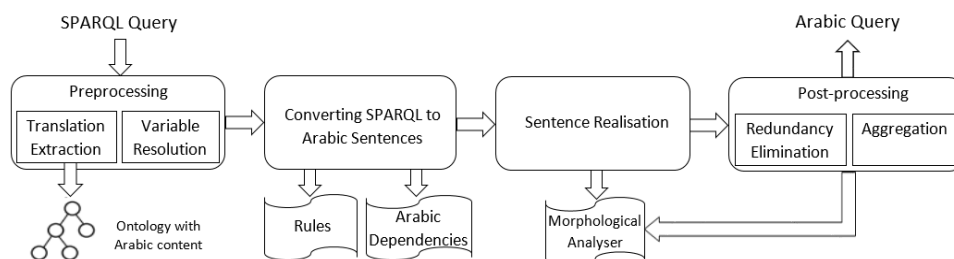 SPARQL Query
Arabic Query
Preprocessing
Translation
Extraction
Variable
Resolution
Converting SPARQL to
Arabic Sentences
Sentence Realisation
Post-processing
Redundancy
Elimination
Aggregation
Ontology with
Arabic content
Rules
Arabic
Dependencies
Morphological
Analyser